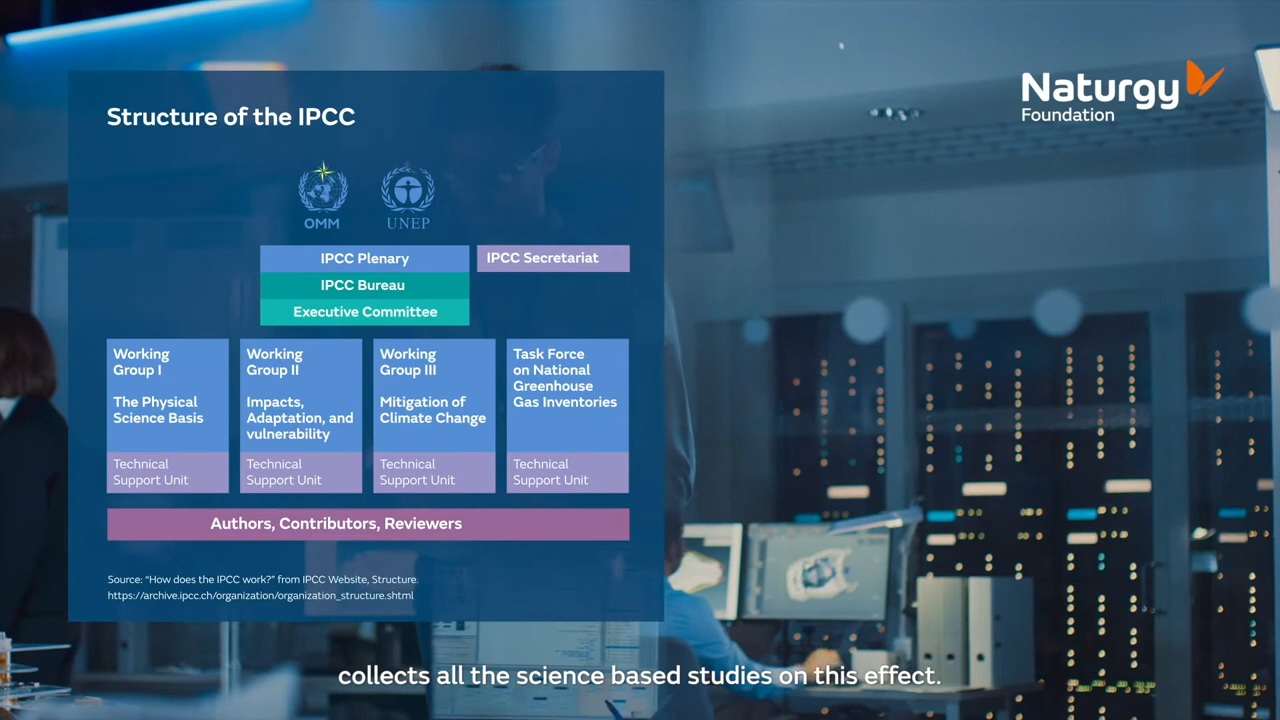 Naturgy
Foundation
Structure of the IPCC
OMM
UNEP
IPCC Plenary
IPCC Secretariat
IPCC Bureau
Executive Committee
Working
Group I
The Physical
Science Basis
Technical
Support Unit
Working
Group II
Impacts,
Adaptation, and
vulnerability
Technical
Support Unit
Working
Group III
Mitigation of
Climate Change
Technical
Support Unit
Task Force
on National
Greenhouse
Gas Inventories
Technical
Support Unit
Authors, Contributors, Reviewers
Source: “How does the IPCC work?” from IPCC Website, Structure.
https://archive.ipcc.ch/organization/organization_structure.shtml
collects all the science based studies on this effect.